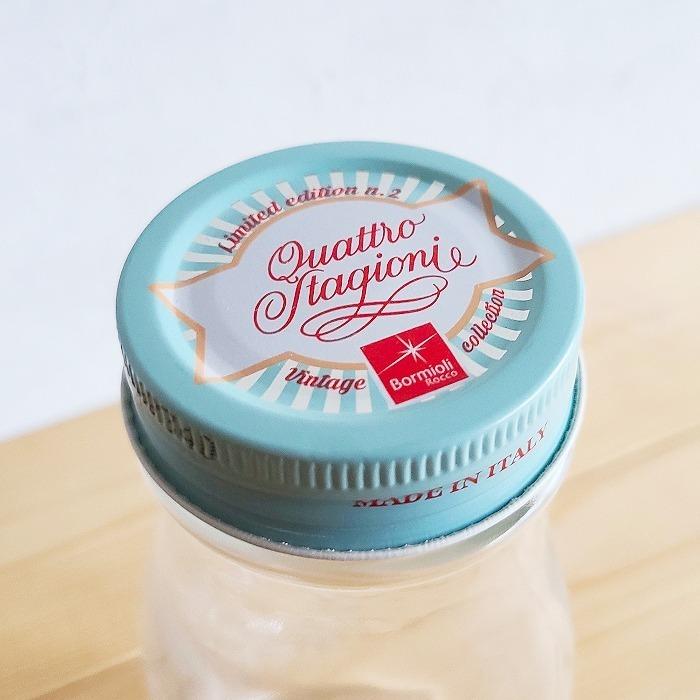 Limited edition n.2
Quattro
Stagioni
Vintage
collection
Bormioli
Rocco
MADE IN ITALY